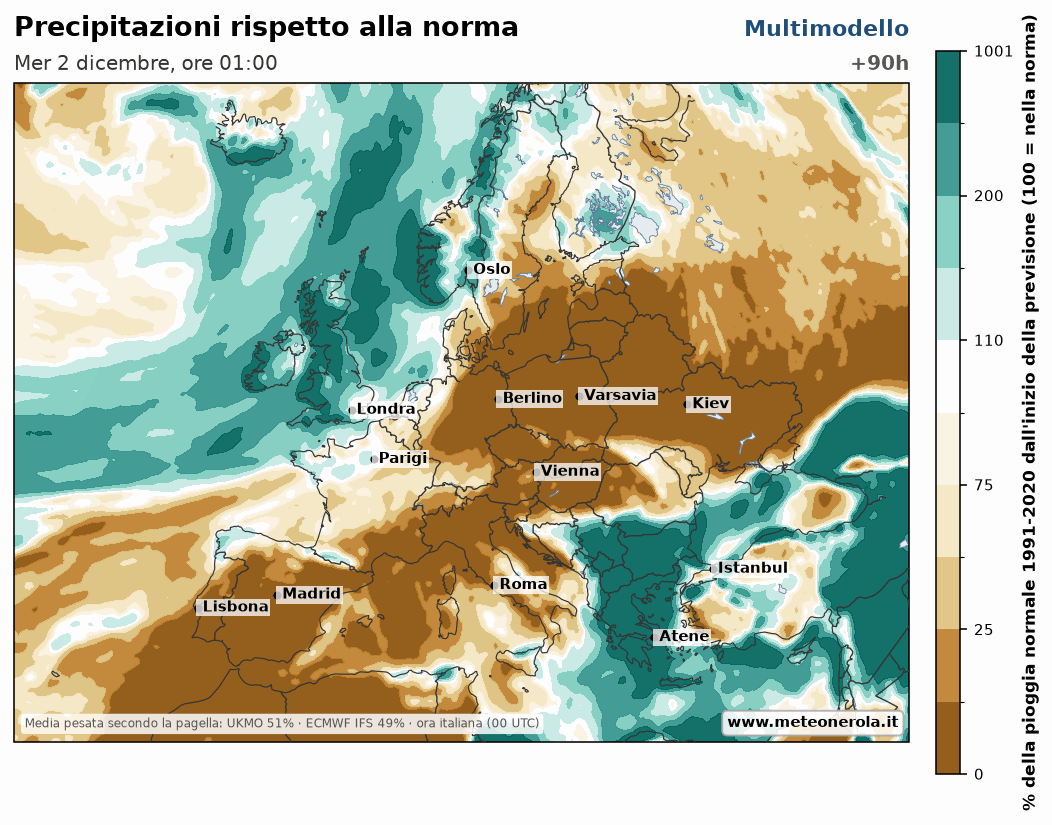 Precipitazioni rispetto alla norma
Multimodello
Mer 2 dicembre, ore 01:00
+90h
1001
200
110
75
25
0
% della pioggia normale 1991-2020 dall'inizio della previsione (100 = nella norma)
Oslo
Londra
Berlino
Varsavia
Kiev
Parigi
Vienna
Istanbul
Roma
Madrid
Lisbona
Atene
Media pesata secondo la pagella: UKMO 51% · ECMWF IFS 49% · ora italiana (00 UTC)
www.meteonerola.it